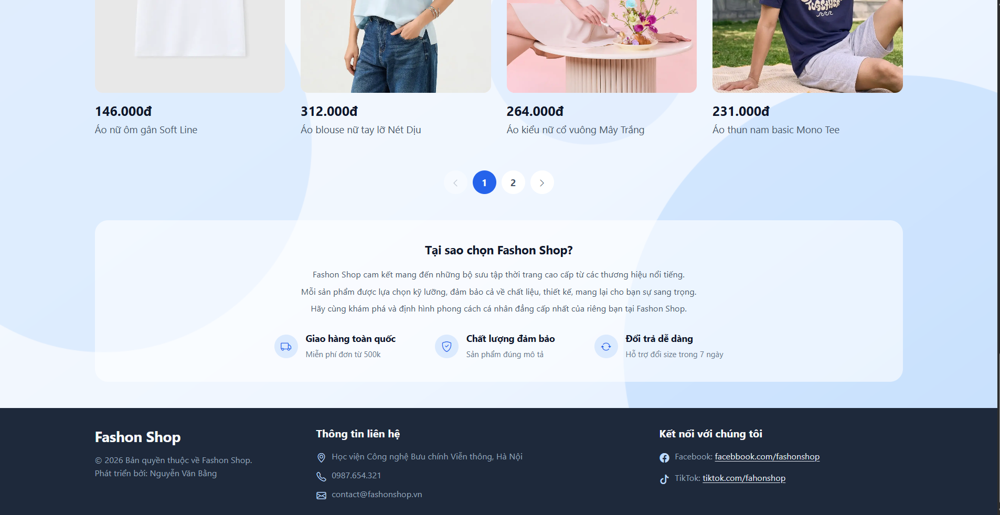 TOGETHER
146.000đ
Áo nữ ôm gân Soft Line
312.000đ
Áo blouse nữ tay lỡ Nét Dịu
264.000đ
Áo kiểu nữ cổ vuông Mây Trắng
231.000đ
Áo thun nam basic Mono Tee
1
2
Tại sao chọn Fashon Shop?
Fashon Shop cam kết mang đến những bộ sưu tập thời trang cao cấp từ các thương hiệu nổi tiếng.
Mỗi sản phẩm được lựa chọn kỹ lưỡng, đảm bảo cả về chất liệu, thiết kế, mang lại cho bạn sự sang trọng.
Hãy cùng khám phá và định hình phong cách cá nhân đẳng cấp nhất của riêng bạn tại Fashon Shop.
Giao hàng toàn quốc
Miễn phí đơn từ 500k
Chất lượng đảm bảo
Sản phẩm đúng mô tả
Đổi trả dễ dàng
Hỗ trợ đổi size trong 7 ngày
Fashon Shop
© 2026 Bản quyền thuộc về Fashon Shop.
Phát triển bởi: Nguyễn Văn Bằng
Thông tin liên hệ
Học viện Công nghệ Bưu chính Viễn thông, Hà Nội
0987.654.321
contact@fashonshop.vn
Kết nối với chúng tôi
Facebook: facebbook.com/fashonshop
TikTok: tiktok.com/fahonshop